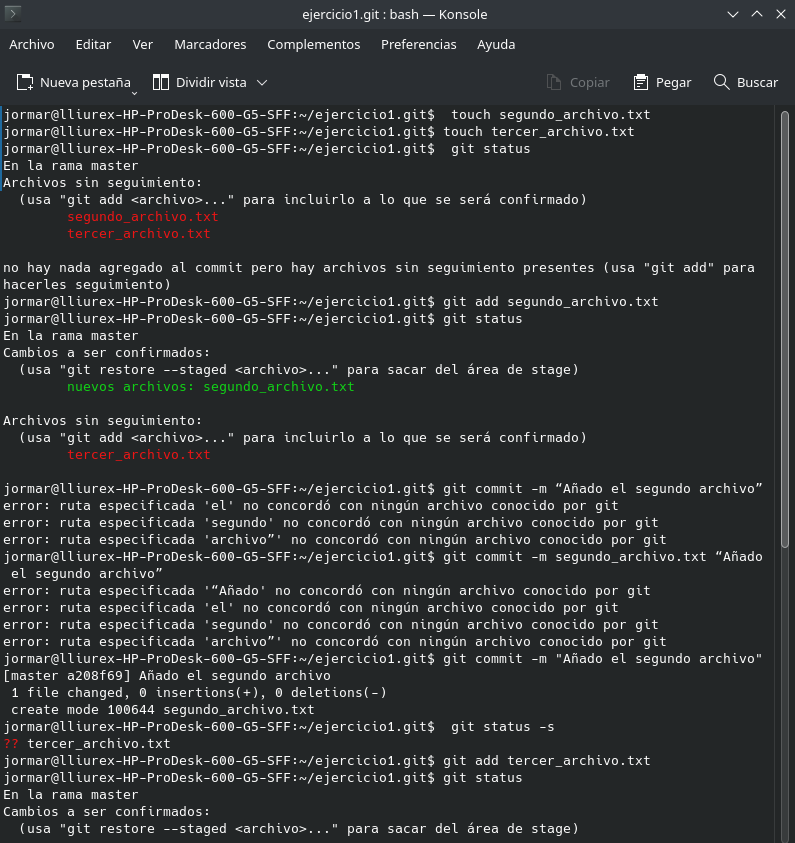 ejercicio1.git : bash — Konsole
Archivo Editar Ver Marcadores Complementos Preferencias Ayuda
Nueva pestaña Dividir vista Copiar Pegar Buscar
jormar@lliurex-HP-ProDesk-600-G5-SFF:~/ejercicio1.git$  touch segundo_archivo.txt
jormar@lliurex-HP-ProDesk-600-G5-SFF:~/ejercicio1.git$ touch tercer_archivo.txt
jormar@lliurex-HP-ProDesk-600-G5-SFF:~/ejercicio1.git$  git status
En la rama master
Archivos sin seguimiento:
  (usa "git add <archivo>..." para incluirlo a lo que se será confirmado)
        segundo_archivo.txt
        tercer_archivo.txt

no hay nada agregado al commit pero hay archivos sin seguimiento presentes (usa "git add" para
hacerles seguimiento)
jormar@lliurex-HP-ProDesk-600-G5-SFF:~/ejercicio1.git$ git add segundo_archivo.txt
jormar@lliurex-HP-ProDesk-600-G5-SFF:~/ejercicio1.git$ git status
En la rama master
Cambios a ser confirmados:
  (usa "git restore --staged <archivo>..." para sacar del área de stage)
        nuevos archivos: segundo_archivo.txt

Archivos sin seguimiento:
  (usa "git add <archivo>..." para incluirlo a lo que se será confirmado)
        tercer_archivo.txt

jormar@lliurex-HP-ProDesk-600-G5-SFF:~/ejercicio1.git$ git commit -m “Añado el segundo archivo”
error: ruta especificada 'el' no concordó con ningún archivo conocido por git
error: ruta especificada 'segundo' no concordó con ningún archivo conocido por git
error: ruta especificada 'archivo”' no concordó con ningún archivo conocido por git
jormar@lliurex-HP-ProDesk-600-G5-SFF:~/ejercicio1.git$ git commit -m segundo_archivo.txt “Añado
 el segundo archivo”
error: ruta especificada '“Añado' no concordó con ningún archivo conocido por git
error: ruta especificada 'el' no concordó con ningún archivo conocido por git
error: ruta especificada 'segundo' no concordó con ningún archivo conocido por git
error: ruta especificada 'archivo”' no concordó con ningún archivo conocido por git
jormar@lliurex-HP-ProDesk-600-G5-SFF:~/ejercicio1.git$ git commit -m "Añado el segundo archivo"
[master a208f69] Añado el segundo archivo
 1 file changed, 0 insertions(+), 0 deletions(-)
 create mode 100644 segundo_archivo.txt
jormar@lliurex-HP-ProDesk-600-G5-SFF:~/ejercicio1.git$  git status -s
?? tercer_archivo.txt
jormar@lliurex-HP-ProDesk-600-G5-SFF:~/ejercicio1.git$ git add tercer_archivo.txt
jormar@lliurex-HP-ProDesk-600-G5-SFF:~/ejercicio1.git$ git status
En la rama master
Cambios a ser confirmados:
  (usa "git restore --staged <archivo>..." para sacar del área de stage)